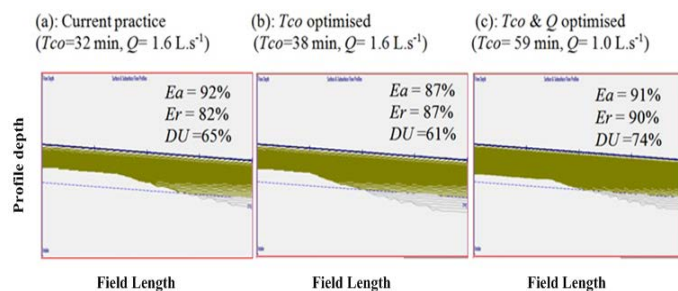 (a): Current practice
(Tco=32 min, Q= 1.6 L.s⁻¹)
(b): Tco optimised
(Tco=38 min, Q= 1.6 L.s⁻¹)
(c): Tco & Q optimised
(Tco= 59 min, Q= 1.0 L.s⁻¹)
Ea = 92%
Er = 82%
DU =65%
Ea = 87%
Er = 87%
DU =61%
Ea = 91%
Er = 90%
DU =74%
Profile depth
Field Length
Field Length
Field Length